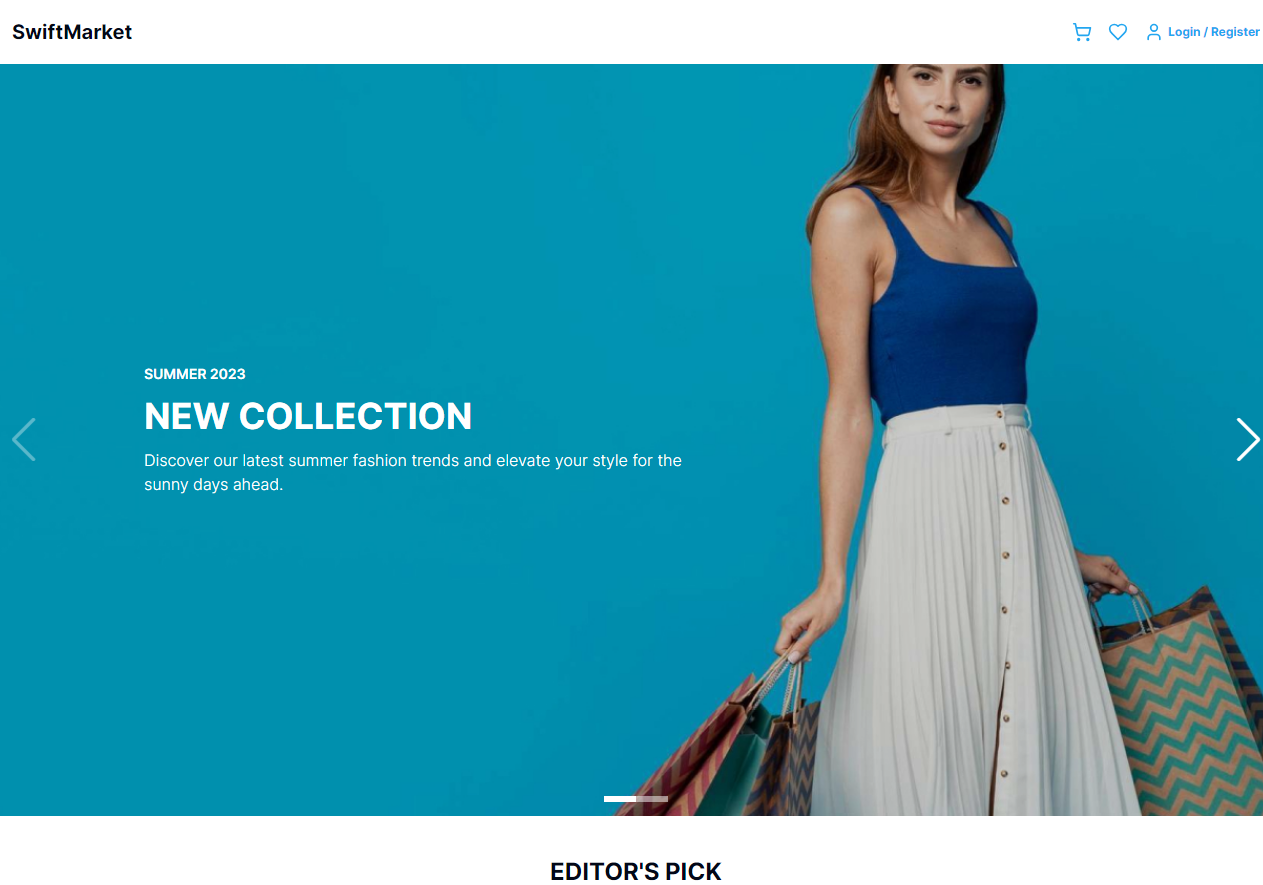 SwiftMarket
Login / Register
SUMMER 2023
NEW COLLECTION
Discover our latest summer fashion trends and elevate your style for the
sunny days ahead.
EDITOR'S PICK